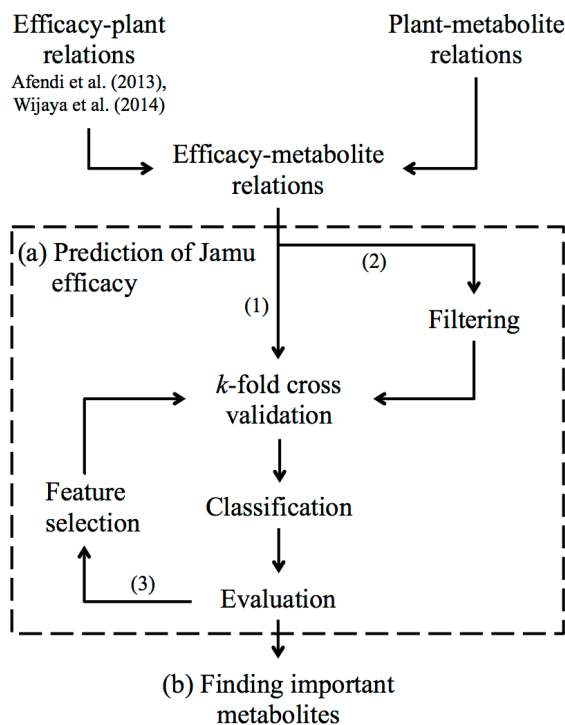 Efficacy-plant
relations
Afendi et al. (2013),
Wijaya et al. (2014)
Plant-metabolite
relations
Efficacy-metabolite
relations
(a) Prediction of Jamu
efficacy
(2)
(1)
Filtering
k-fold cross
validation
Feature
selection
Classification
(3)
Evaluation
(b) Finding important
metabolites